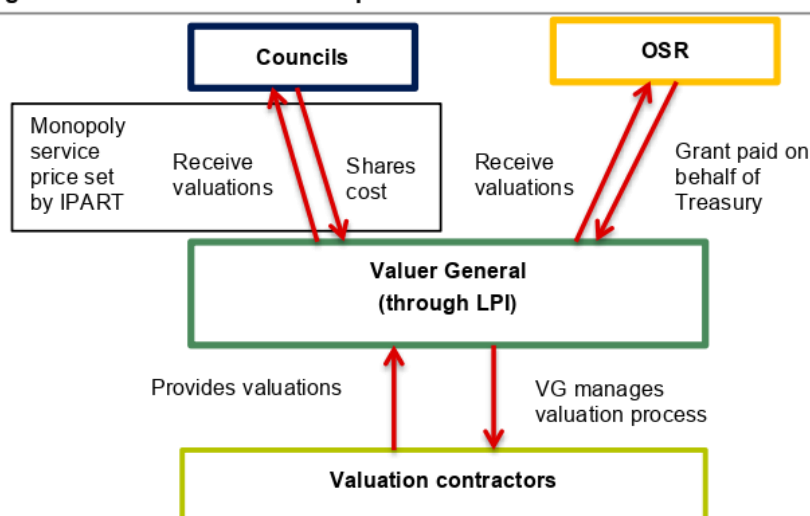 Councils
OSR
Monopoly
service
price set
by IPART
Receive
valuations
Shares
cost
Receive
valuations
Grant paid on
behalf of
Treasury
Valuer General
(through LPI)
Provides valuations
VG manages
valuation process
Valuation contractors